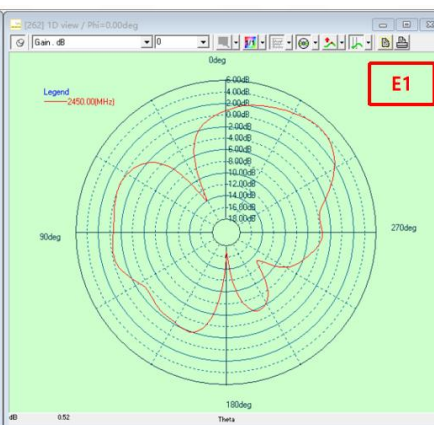 [262] 1D view / Phi=0.00deg
Gain. dB
0
0deg
E1
Legend
2450.00(MHz)
6.00dB
4.00dB
2.00dB
0.00dB
-2.00dB
-4.00dB
-6.00dB
-8.00dB
-10.00dB
-12.00dB
-14.00dB
-16.00dB
-18.00dB
90deg
270deg
180deg
dB
0.52
Theta